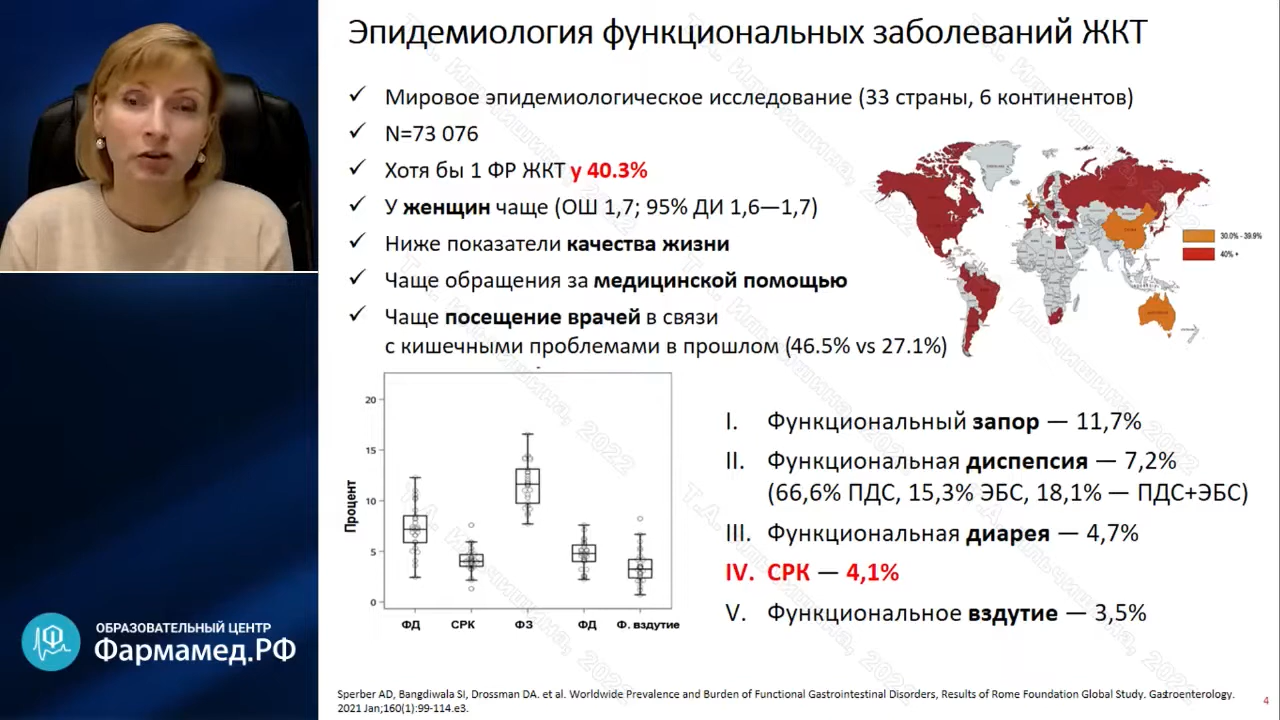 Эпидемиология функциональных заболеваний ЖКТ
Мировое эпидемиологическое исследование (33 страны, 6 континентов)
N=73 076
Хотя бы 1 ФР ЖКТ у 40.3%
У женщин чаще (ОШ 1,7; 95% ДИ 1,6—1,7)
Ниже показатели качества жизни
Чаще обращения за медицинской помощью
Чаще посещение врачей в связи
с кишечными проблемами в прошлом (46.5% vs 27.1%)
30.0% - 39.9%
40% +
20
15
10
5
0
Процент
ФД СРК ФЗ ФД Ф. вздутие
I. Функциональный запор — 11,7%
II. Функциональная диспепсия — 7,2%
(66,6% ПДС, 15,3% ЭБС, 18,1% — ПДС+ЭБС)
III. Функциональная диарея — 4,7%
IV. СРК — 4,1%
V. Функциональное вздутие — 3,5%
ОБРАЗОВАТЕЛЬНЫЙ ЦЕНТР
Фармамед.РФ
Sperber AD, Bangdiwala SI, Drossman DA. et al. Worldwide Prevalence and Burden of Functional Gastrointestinal Disorders, Results of Rome Foundation Global Study. Gastroenterology.
2021 Jan;160(1):99-114.e3.
4
Т.А. Ильчишина, 2022